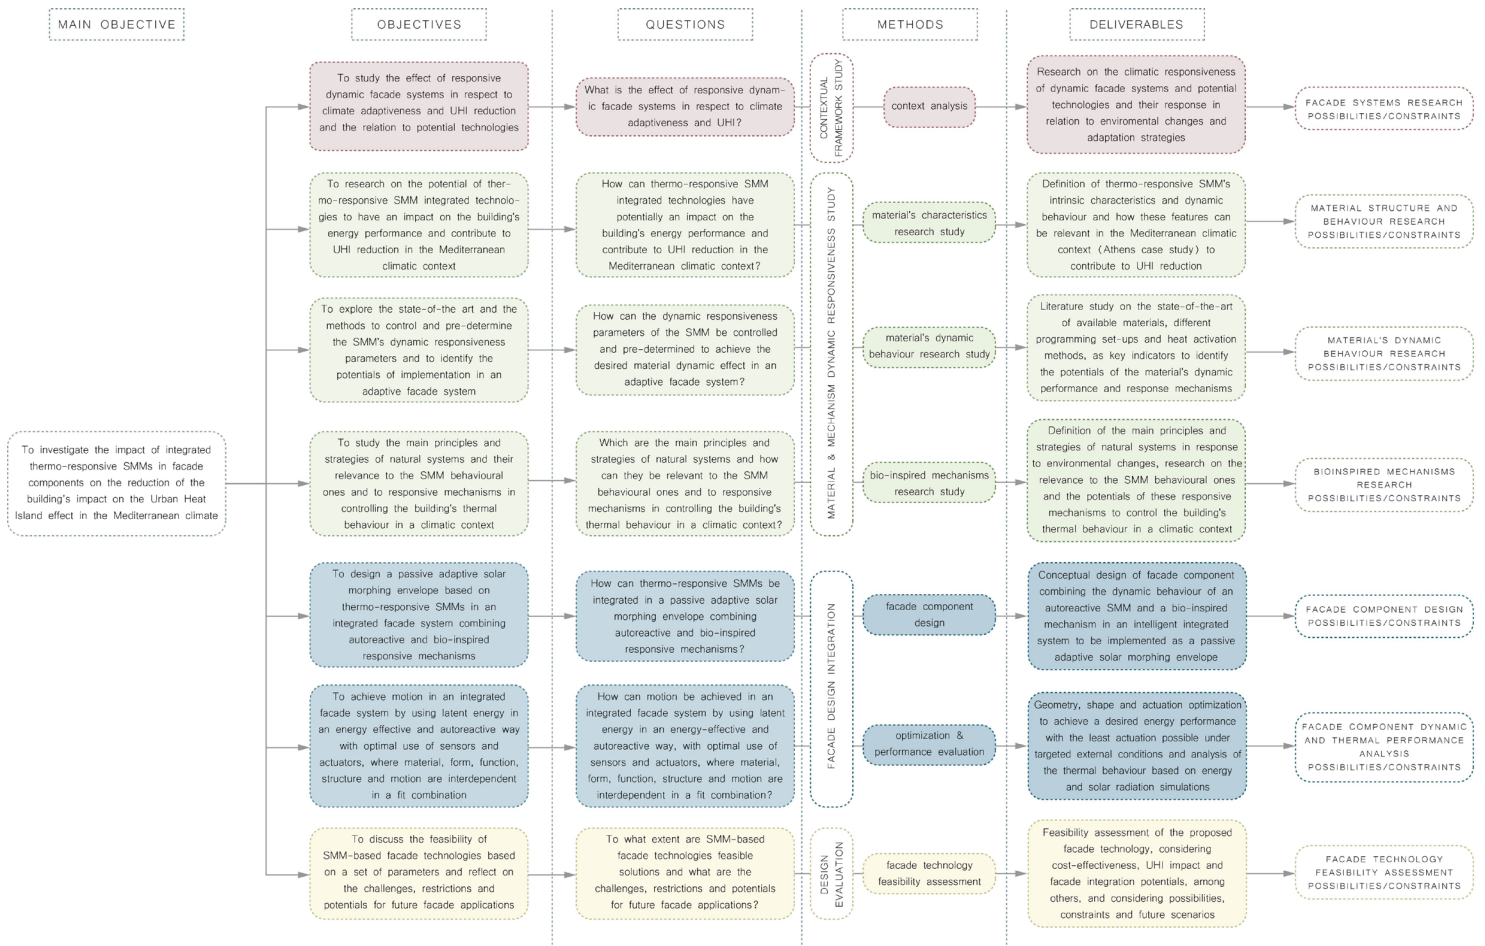 MAIN OBJECTIVE
OBJECTIVES
QUESTIONS
METHODS
DELIVERABLES
To investigate the impact of integrated
thermo-responsive SMMs in facade
components on the reduction of the
building's impact on the Urban Heat
Island effect in the Mediterranean climate
To study the effect of responsive
dynamic facade systems in respect to
climate adaptiveness and UHI reduction
and the relation to potential technologies
What is the effect of responsive dynam-
ic facade systems in respect to climate
adaptiveness and UHI?
CONTEXTUAL
FRAMEWORK STUDY
context analysis
Research on the climatic responsiveness
of dynamic facade systems and potential
technologies and their response in
relation to enviromental changes and
adaptation strategies
FACADE SYSTEMS RESEARCH
POSSIBILITIES/CONSTRAINTS
To research on the potential of ther-
mo-responsive SMM integrated technolo-
gies to have an impact on the building's
energy performance and contribute to
UHI reduction in the Mediterranean
climatic context
How can thermo-responsive SMM
integrated technologies have
potentially an impact on the
building's energy performance and
contribute to UHI reduction in the
Mediterranean climatic context?
MATERIAL & MECHANISM DYNAMIC RESPONSIVENESS STUDY
material's characteristics
research study
Definition of thermo-responsive SMM's
intrinsic characteristics and dynamic
behaviour and how these features can
be relevant in the Mediterranean climatic
context (Athens case study) to
contribute to UHI reduction
MATERIAL STRUCTURE AND
BEHAVIOUR RESEARCH
POSSIBILITIES/CONSTRAINTS
To explore the state-of-the art and the
methods to control and pre-determine
the SMM's dynamic responsiveness
parameters and to identify the
potentials of implementation in an
adaptive facade system
How can the dynamic responsiveness
parameters of the SMM be controlled
and pre-determined to achieve the
desired material dynamic effect in an
adaptive facade system?
material's dynamic
behaviour research study
Literature study on the state-of-the-art
of available materials, different
programming set-ups and heat activation
methods, as key indicators to identify
the potentials of the material's dynamic
performance and response mechanisms
MATERIAL'S DYNAMIC
BEHAVIOUR RESEARCH
POSSIBILITIES/CONSTRAINTS
To study the main principles and
strategies of natural systems and their
relevance to the SMM behavioural
ones and to responsive mechanisms in
controlling the building's thermal
behaviour in a climatic context
Which are the main principles and
strategies of natural systems and how
can they be relevant to the SMM
behavioural ones and to responsive
mechanisms in controlling the building's
thermal behaviour in a climatic context?
bio-inspired mechanisms
research study
Definition of the main principles and
strategies of natural systems in response
to environmental changes, research on the
relevance to the SMM behavioural ones
and the potentials of these responsive
mechanisms to control the building's
thermal behaviour in a climatic context
BIOINSPIRED MECHANISMS
RESEARCH
POSSIBILITIES/CONSTRAINTS
To design a passive adaptive solar
morphing envelope based on
thermo-responsive SMMs in an
integrated facade system combining
autoreactive and bio-inspired
responsive mechanisms
How can thermo-responsive SMMs be
integrated in a passive adaptive solar
morphing envelope combining
autoreactive and bio-inspired
responsive mechanisms?
FACADE DESIGN INTEGRATION
facade component
design
Conceptual design of facade component
combining the dynamic behaviour of an
autoreactive SMM and a bio-inspired
mechanism in an intelligent integrated
system to be implemented as a passive
adaptive solar morphing envelope
FACADE COMPONENT DESIGN
POSSIBILITIES/CONSTRAINTS
To achieve motion in an integrated
facade system by using latent energy in
an energy effective and autoreactive way
with optimal use of sensors and
actuators, where material, form, function,
structure and motion are interdependent
in a fit combination
How can motion be achieved in an
integrated facade system by using latent
energy in an energy-effective and
autoreactive way, with optimal use of
sensors and actuators, where material,
form, function, structure and motion are
interdependent in a fit combination?
optimization &
performance evaluation
Geometry, shape and actuation optimization
to achieve a desired energy performance
with the least actuation possible under
targeted external conditions and analysis of
the thermal behaviour based on energy
and solar radiation simulations
FACADE COMPONENT DYNAMIC
AND THERMAL PERFORMANCE
ANALYSIS
POSSIBILITIES/CONSTRAINTS
To discuss the feasibility of
SMM-based facade technologies based
on a set of parameters and reflect on
the challenges, restrictions and
potentials for future facade applications
To what extent are SMM-based
facade technologies feasible
solutions and what are the
challenges, restrictions and potentials
for future facade applications?
DESIGN
EVALUATION
facade technology
feasibility assessment
Feasibility assessment of the proposed
facade technology, considering
cost-effectiveness, UHI impact and
facade integration potentials, among
others, and considering possibilities,
constraints and future scenarios
FACADE TECHNOLOGY
FEASIBILITY ASSESSMENT
POSSIBILITIES/CONSTRAINTS